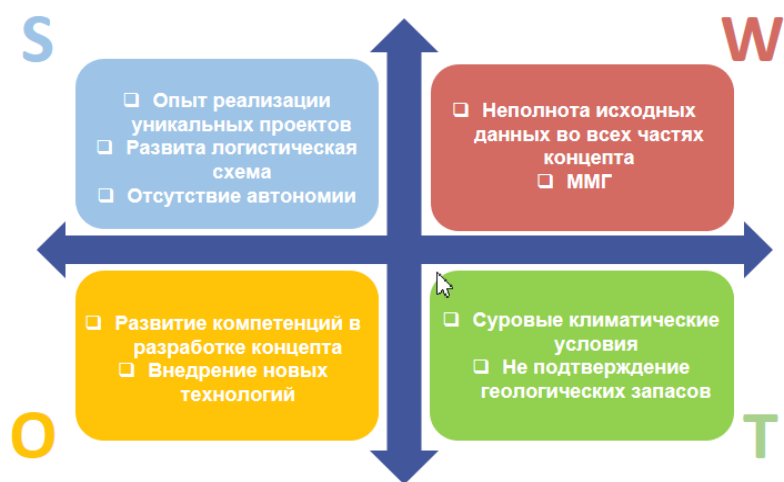 S
W
❑ Опыт реализации
уникальных проектов
❑ Развита логистическая
схема
❑ Отсутствие автономии
❑ Неполнота исходных
данных во всех частях
концепта
❑ ММГ
❑ Развитие компетенций в
разработке концепта
❑ Внедрение новых
технологий
❑ Суровые климатические
условия
❑ Не подтверждение
геологических запасов
O
T